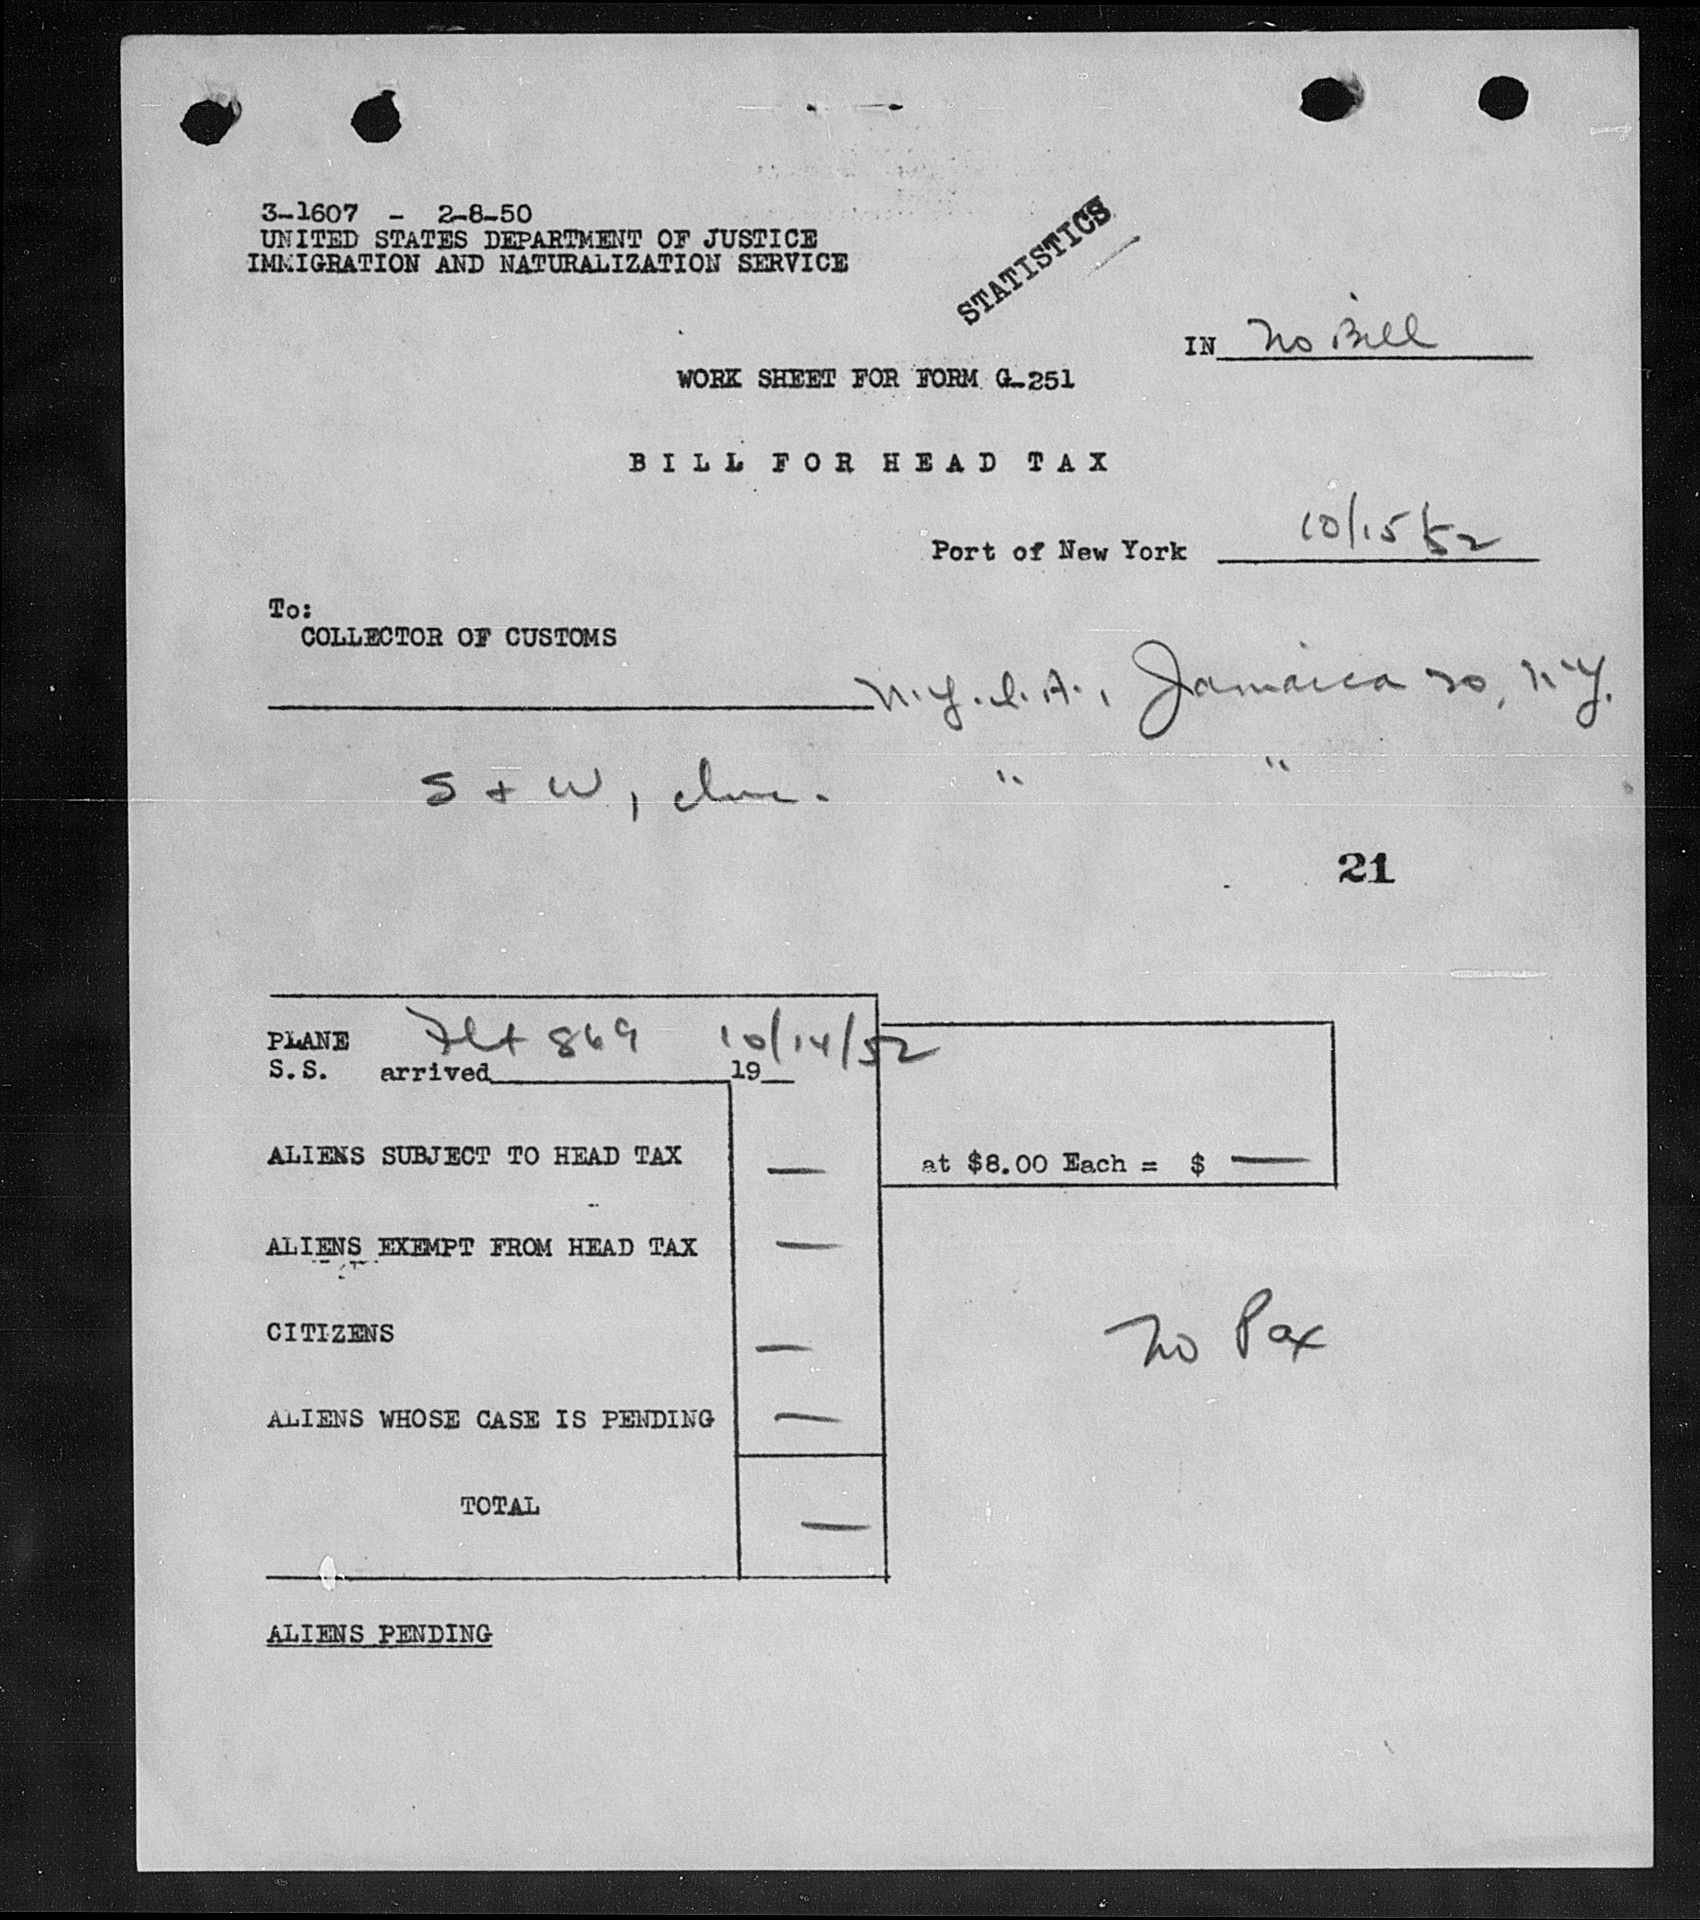 3-1607 - 2-8-50
UNITED STATES DEPARTMENT OF JUSTICE
IMMIGRATION AND NATURALIZATION SERVICE
STATISTICS
IN No Bill
WORK SHEET FOR FORM G-251
BILL FOR HEAD TAX
Port of New York 10/15/52
To:
COLLECTOR OF CUSTOMS
N.Y.I.A., Jamaica 30, N.Y.
S + W, Inc. " "
21
PLANE Flt 869 10/14/52
S.S. arrived 19
ALIENS SUBJECT TO HEAD TAX — at $8.00 Each = $ —
ALIENS EXEMPT FROM HEAD TAX —
CITIZENS —
No Pax
ALIENS WHOSE CASE IS PENDING —
TOTAL —
ALIENS PENDING